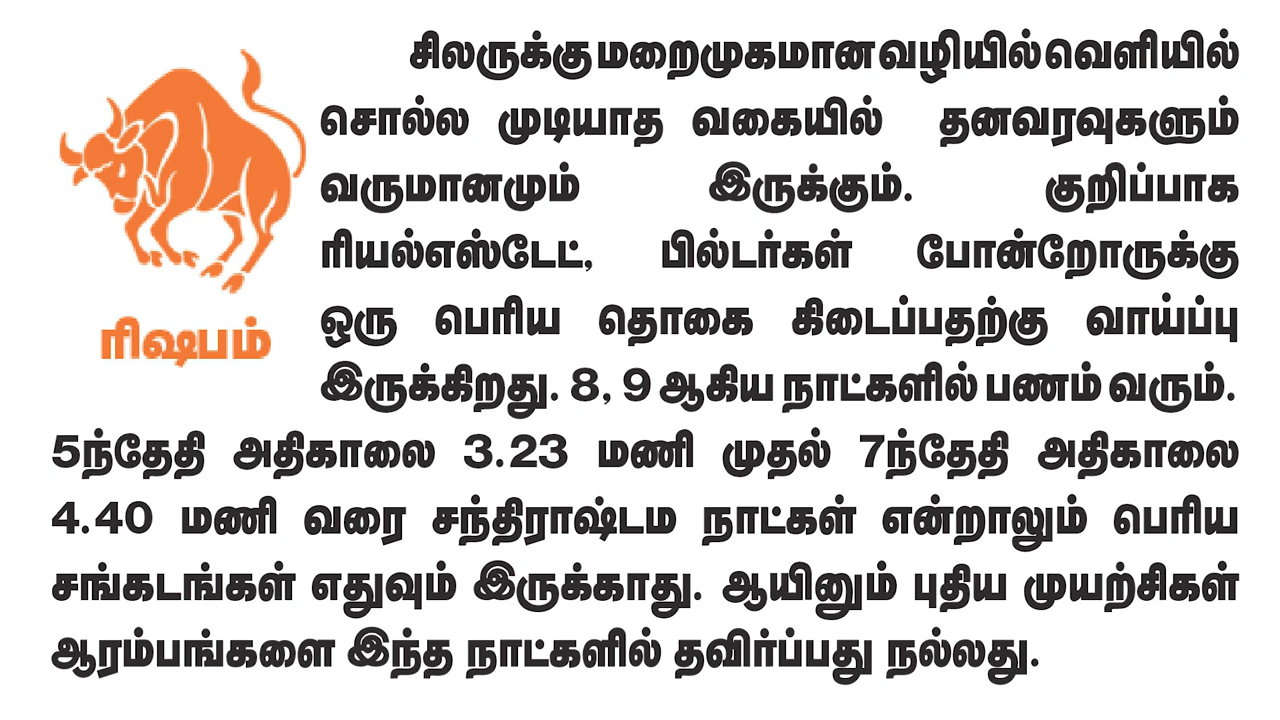 சிலருக்கு மறைமுகமான வழியில் வெளியில்
சொல்ல முடியாத வகையில் தனவரவுகளும்
வருமானமும் இருக்கும். குறிப்பாக
ரியல்எஸ்டேட், பில்டர்கள் போன்றோருக்கு
ஒரு பெரிய தொகை கிடைப்பதற்கு வாய்ப்பு
இருக்கிறது. 8, 9 ஆகிய நாட்களில் பணம் வரும்.
ரிஷபம்
5ந்தேதி அதிகாலை 3.23 மணி முதல் 7ந்தேதி அதிகாலை
4.40 மணி வரை சந்திராஷ்டம நாட்கள் என்றாலும் பெரிய
சங்கடங்கள் எதுவும் இருக்காது. ஆயினும் புதிய முயற்சிகள்
ஆரம்பங்களை இந்த நாட்களில் தவிர்ப்பது நல்லது.